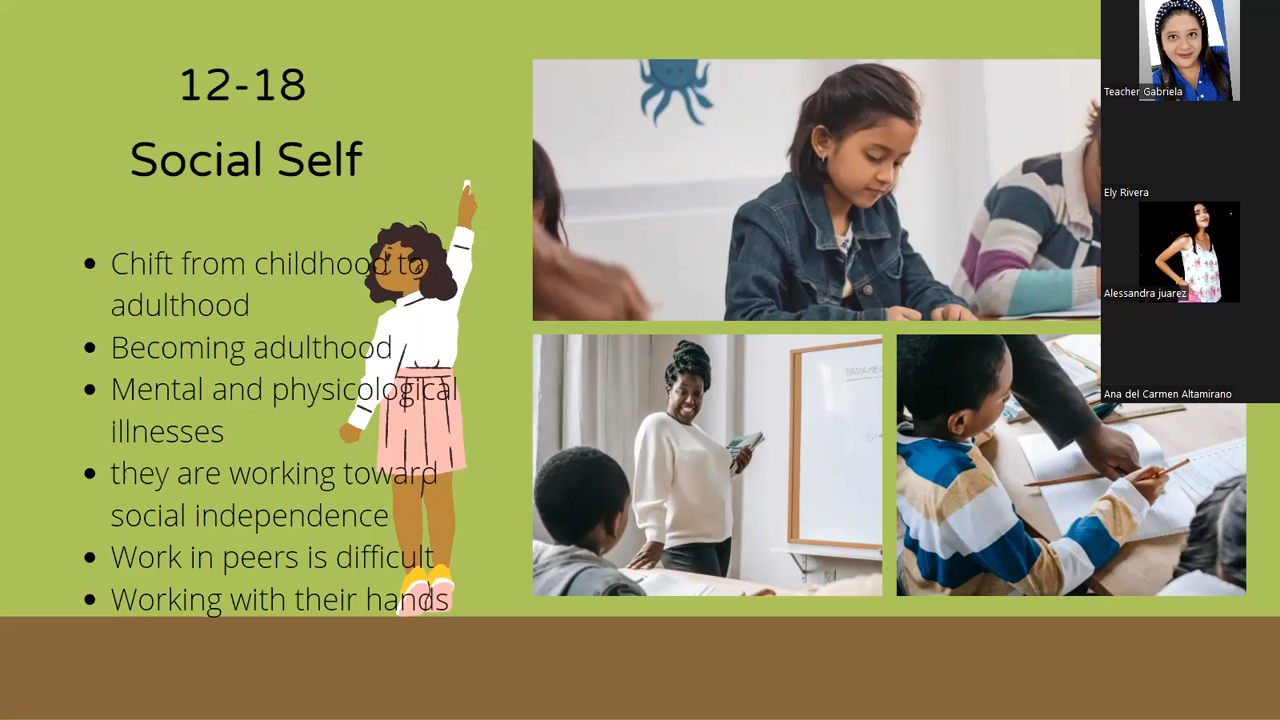 12-18
Social Self
Chift from childhood to
adulthood
Becoming adulthood
Mental and physicological
illnesses
they are working toward
social independence
Work in peers is difficult
Working with their hands
Teacher Gabriela
Ely Rivera
Alessandra juarez
Ana del Carmen Altamirano